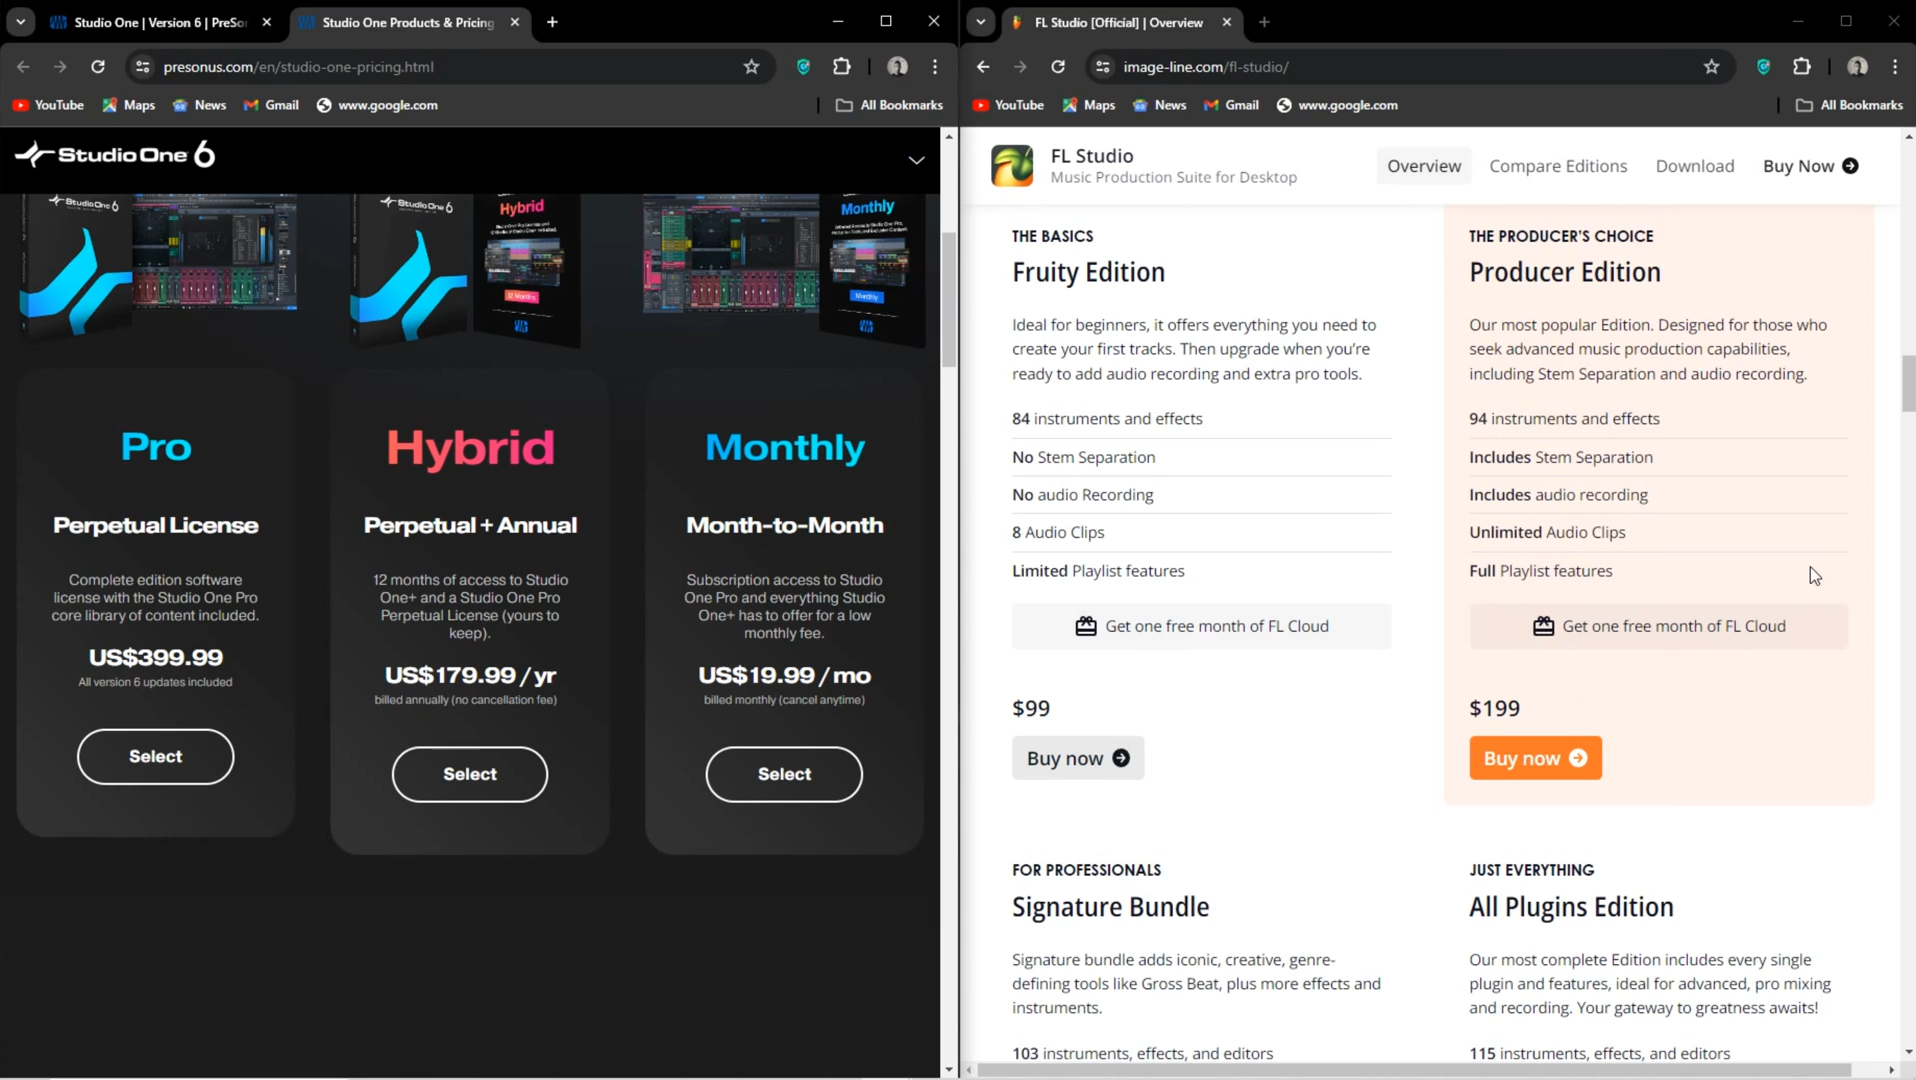 Studio One | Version 6 | PreSon
Studio One Products & Pricing
presonus.com/en/studio-one-pricing.html
YouTube
Maps
News
Gmail
www.google.com
All Bookmarks
Studio One 6
StudioOne 6
StudioOne 6
Hybrid
12 Months
Monthly
Monthly
Pro
Perpetual License
Complete edition software
license with the Studio One Pro
core library of content included.
US$399.99
All version 6 updates included
Select
Hybrid
Perpetual + Annual
12 months of access to Studio
One+ and a Studio One Pro
Perpetual License (yours to
keep).
US$179.99 / yr
billed annually (no cancellation fee)
Select
Monthly
Month-to-Month
Subscription access to Studio
One Pro and everything Studio
One+ has to offer for a low
monthly fee.
US$19.99 / mo
billed monthly (cancel anytime)
Select
FL Studio [Official] | Overview
image-line.com/fl-studio/
YouTube
Maps
News
Gmail
www.google.com
All Bookmarks
FL Studio
Music Production Suite for Desktop
Overview
Compare Editions
Download
Buy Now
THE BASICS
Fruity Edition
Ideal for beginners, it offers everything you need to
create your first tracks. Then upgrade when you're
ready to add audio recording and extra pro tools.
84 instruments and effects
No Stem Separation
No audio Recording
8 Audio Clips
Limited Playlist features
Get one free month of FL Cloud
$99
Buy now
THE PRODUCER'S CHOICE
Producer Edition
Our most popular Edition. Designed for those who
seek advanced music production capabilities,
including Stem Separation and audio recording.
94 instruments and effects
Includes Stem Separation
Includes audio recording
Unlimited Audio Clips
Full Playlist features
Get one free month of FL Cloud
$199
Buy now
FOR PROFESSIONALS
Signature Bundle
Signature bundle adds iconic, creative, genre-
defining tools like Gross Beat, plus more effects and
instruments.
103 instruments, effects, and editors
JUST EVERYTHING
All Plugins Edition
Our most complete Edition includes every single
plugin and features, ideal for advanced, pro mixing
and recording. Your gateway to greatness awaits!
115 instruments, effects, and editors